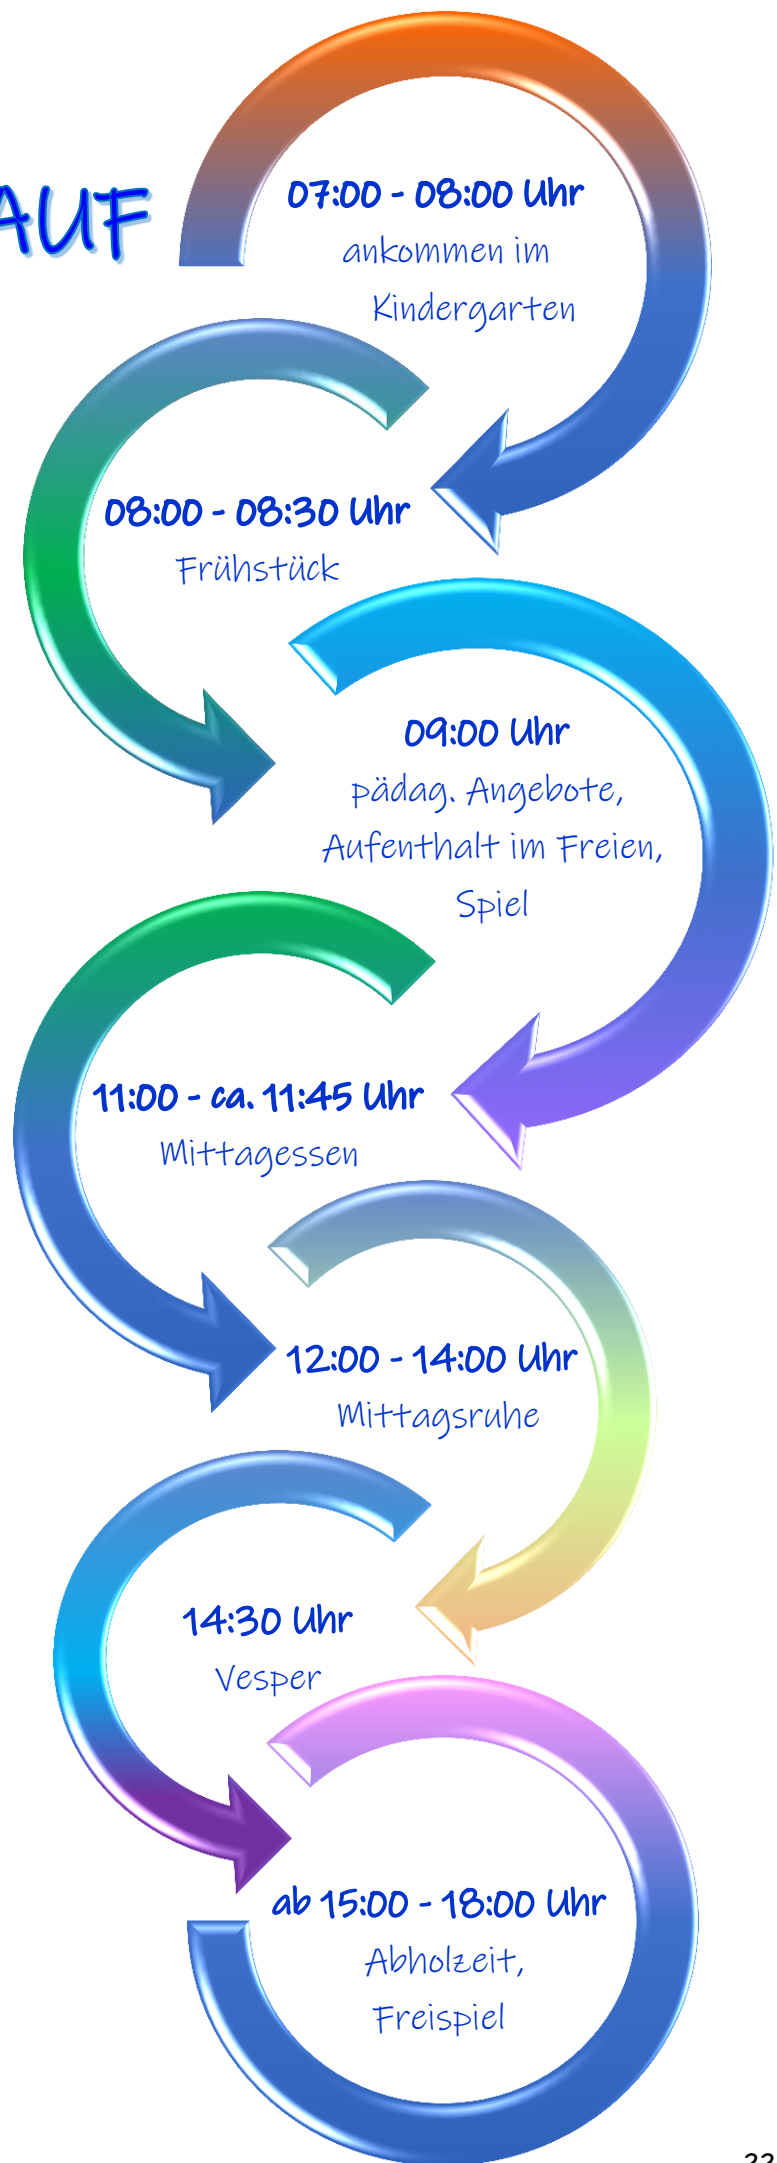 AUF
07:00 - 08:00 Uhr
ankommen im
Kindergarten
08:00 - 08:30 Uhr
Frühstück
09:00 Uhr
pädag. Angebote,
Aufenthalt im Freien,
Spiel
11:00 - ca. 11:45 Uhr
Mittagessen
12:00 - 14:00 Uhr
Mittagsruhe
14:30 Uhr
Vesper
ab 15:00 - 18:00 Uhr
Abholzeit,
Freispiel